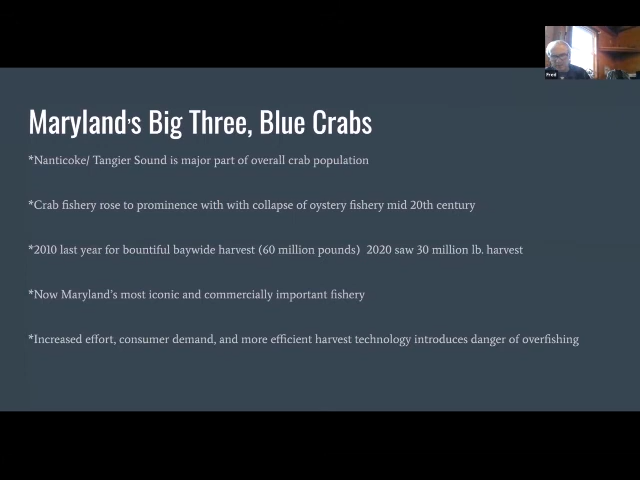 Fred
Maryland's Big Three, Blue Crabs
*Nanticoke/ Tangier Sound is major part of overall crab population
*Crab fishery rose to prominence with with collapse of oystery fishery mid 20th century
*2010 last year for bountiful baywide harvest (60 million pounds)  2020 saw 30 million lb. harvest
*Now Maryland's most iconic and commercially important fishery
*Increased effort, consumer demand, and more efficient harvest technology introduces danger of overfishing